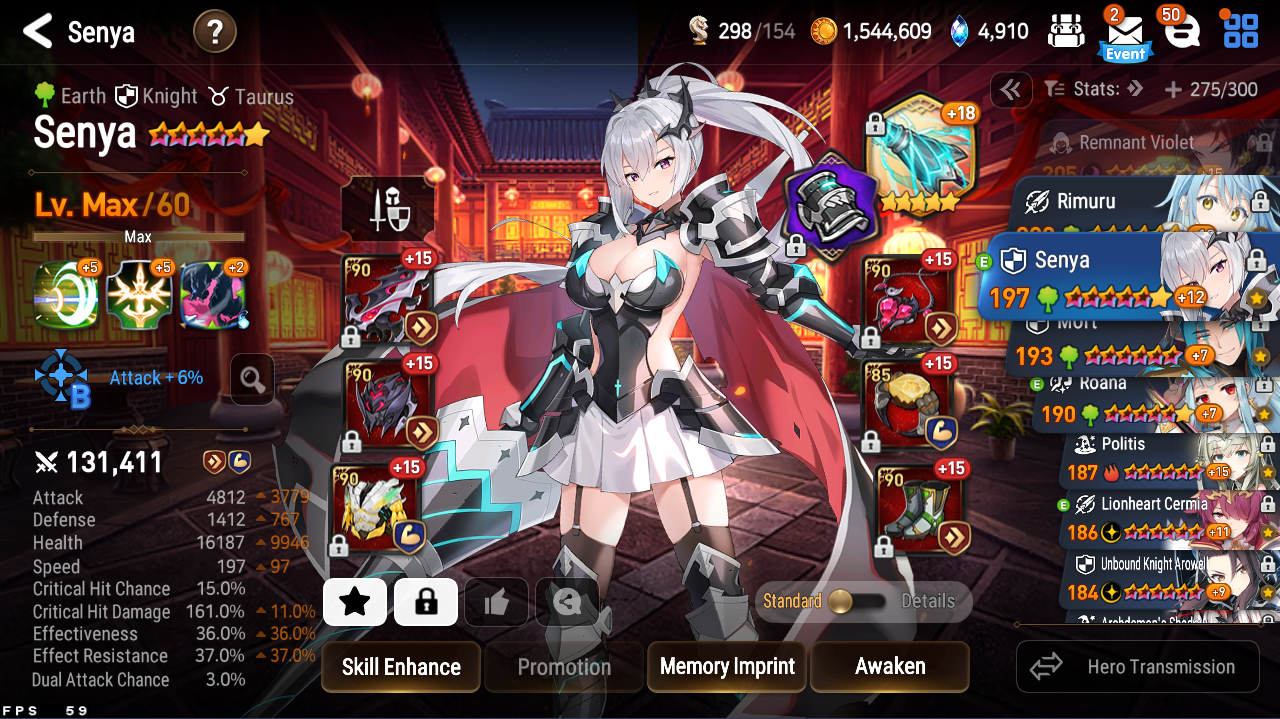 Senya
?
298/154
1,544,609
4,910
2
Event
50
Earth
Knight
Taurus
Senya
Lv. Max/60
Max
+5
+5
+2
B
Attack + 6%
131,411
Attack 4812 3779
Defense 1412 767
Health 16187 9946
Speed 197 97
Critical Hit Chance 15.0%
Critical Hit Damage 161.0% 11.0%
Effectiveness 36.0% 36.0%
Effect Resistance 37.0% 37.0%
Dual Attack Chance 3.0%
FPS 59
90 +15
90 +15
90 +15
+18
90 +15
85 +15
90 +15
Standard
Details
Skill Enhance
Promotion
Memory Imprint
Awaken
Stats:
275/300
Remnant Violet
205 +15
Rimuru
E Senya
197 +12
Mort
193 +7
E Roana
190 +7
Politis
187 +15
E Lionheart Cermia
186 +11
Unbound Knight Arowell
184 +9
Archdemon's Shadow
Hero Transmission